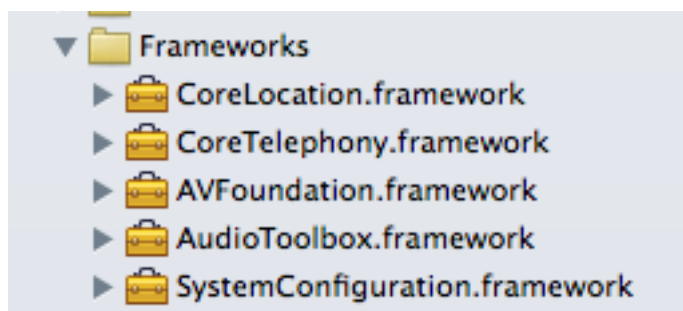 Frameworks
CoreLocation.framework
CoreTelephony.framework
AVFoundation.framework
AudioToolbox.framework
SystemConfiguration.framework